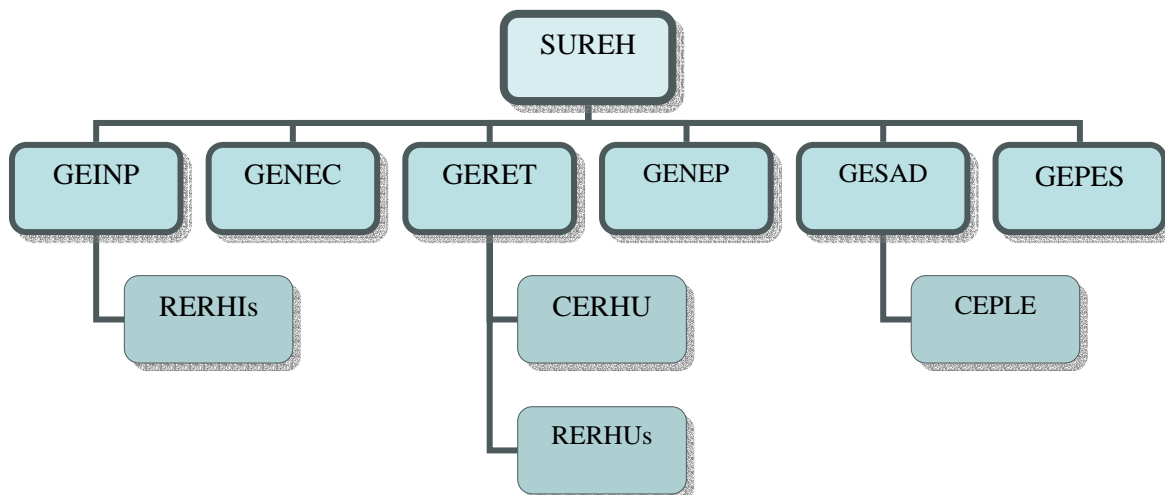 SUREH
GEINP
GENEC
GERET
GENEP
GESAD
GEPES
RERHIs
CERHU
CEPLE
RERHUs